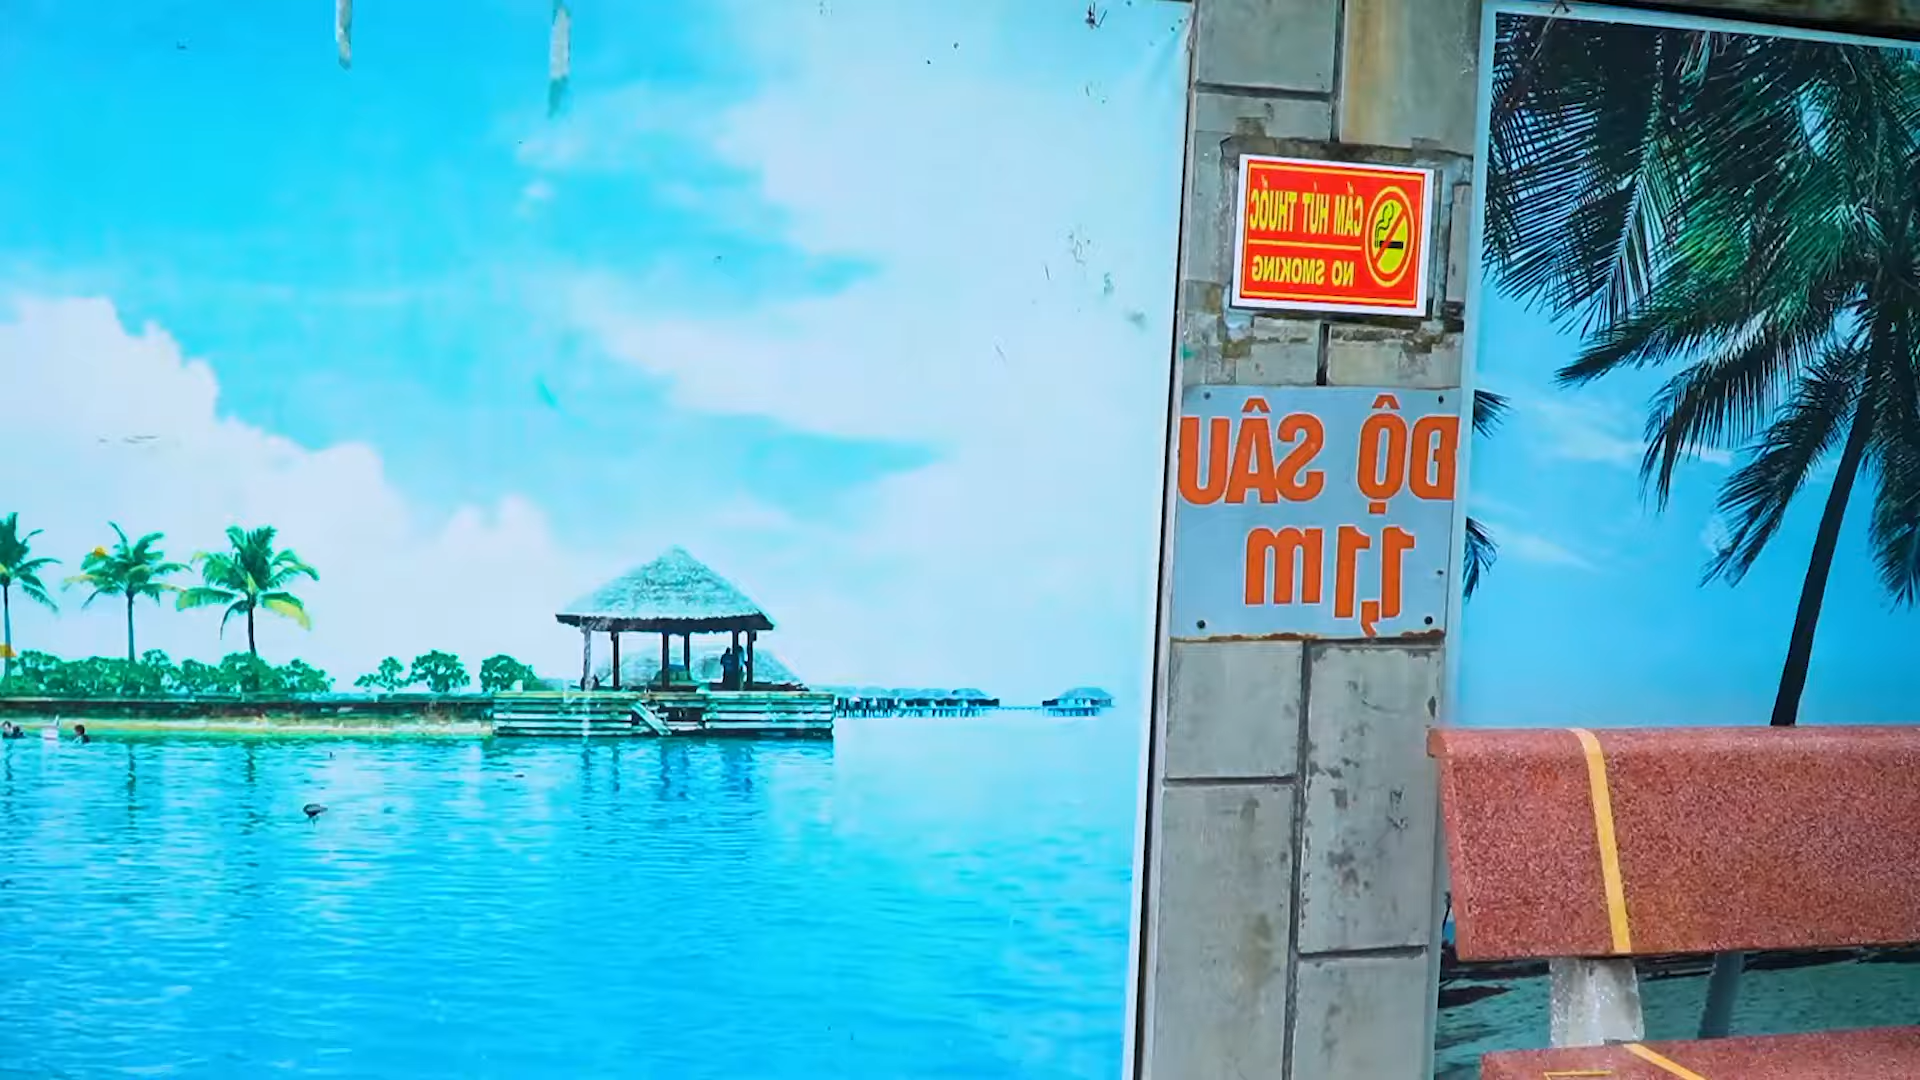 CẤM HÚT THUỐC
NO SMOKING
ĐỘ SÂU
1,1m